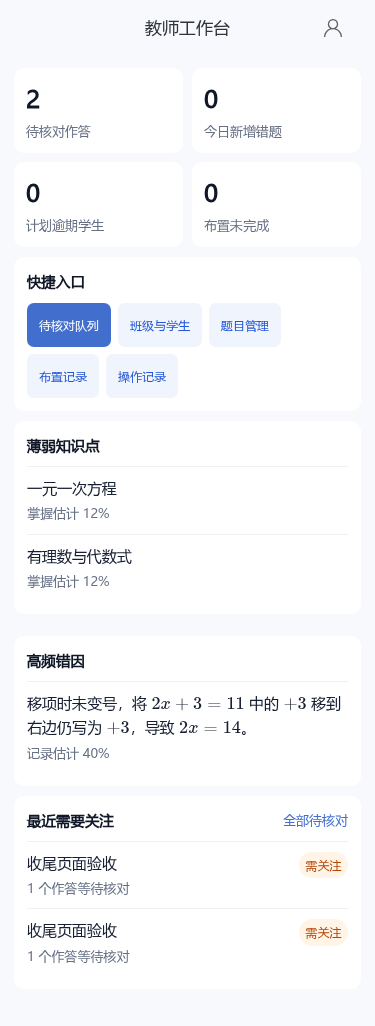 教师工作台
2
待核对作答
0
今日新增错题
0
计划逾期学生
0
布置未完成
快捷入口
待核对队列
班级与学生
题目管理
布置记录
操作记录
薄弱知识点
一元一次方程
掌握估计 12%
有理数与代数式
掌握估计 12%
高频错因
移项时未变号，将 2x + 3 = 11 中的 +3 移到
右边仍写为 +3，导致 2x = 14。
记录估计 40%
最近需要关注
全部待核对
收尾页面验收
需关注
1 个作答等待核对
收尾页面验收
需关注
1 个作答等待核对